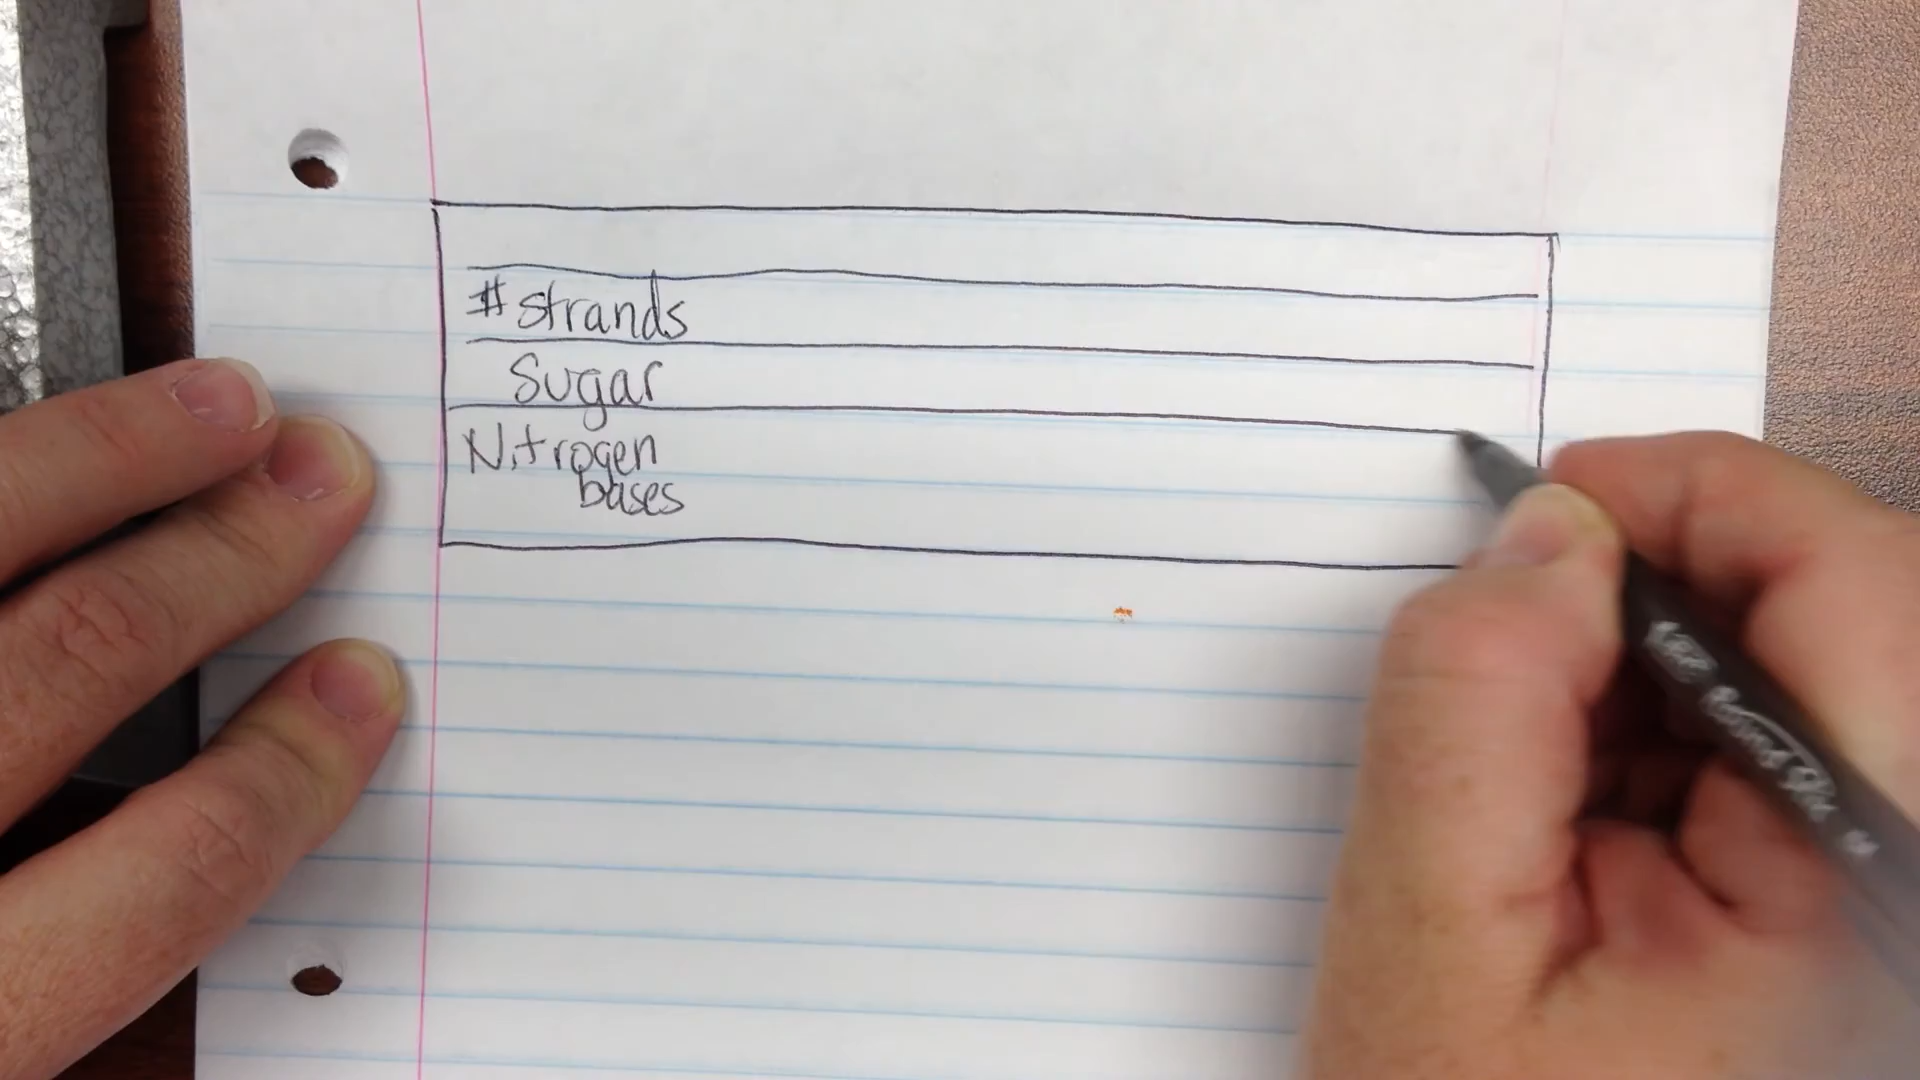 # strands
Sugar
Nitrogen
bases